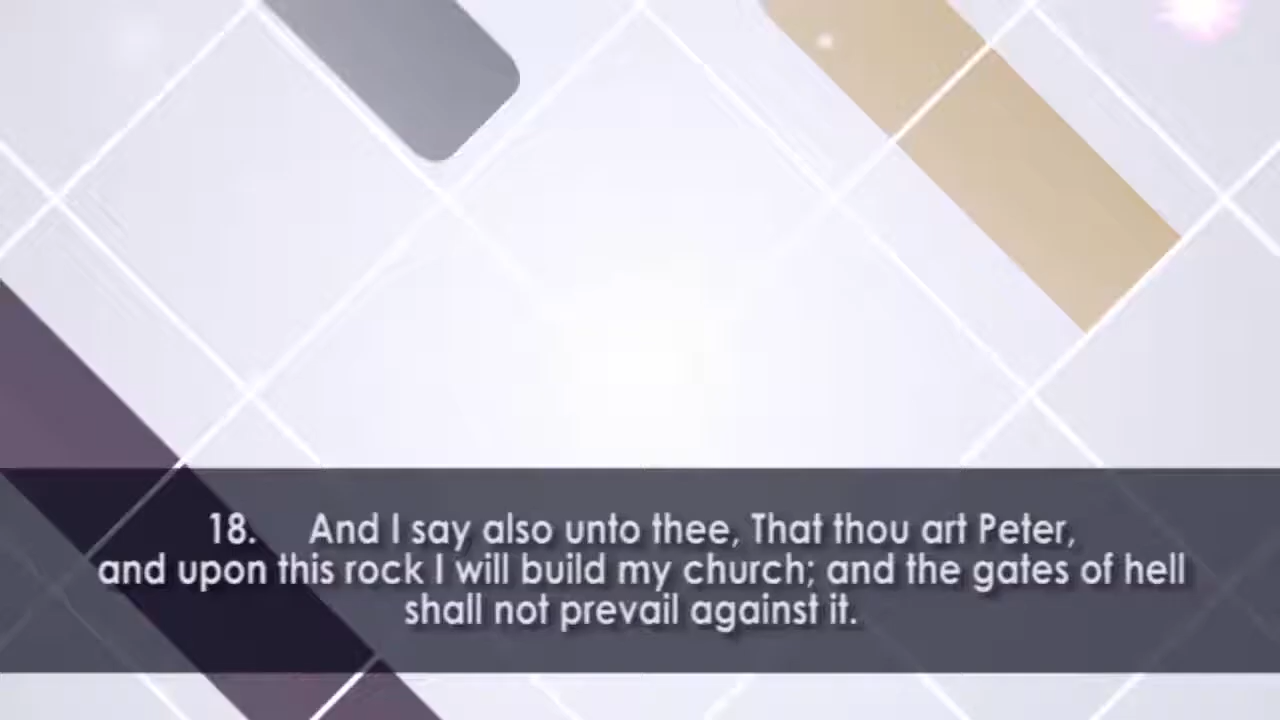 18. And I say also unto thee, That thou art Peter,
and upon this rock I will build my church; and the gates of hell
shall not prevail against it.